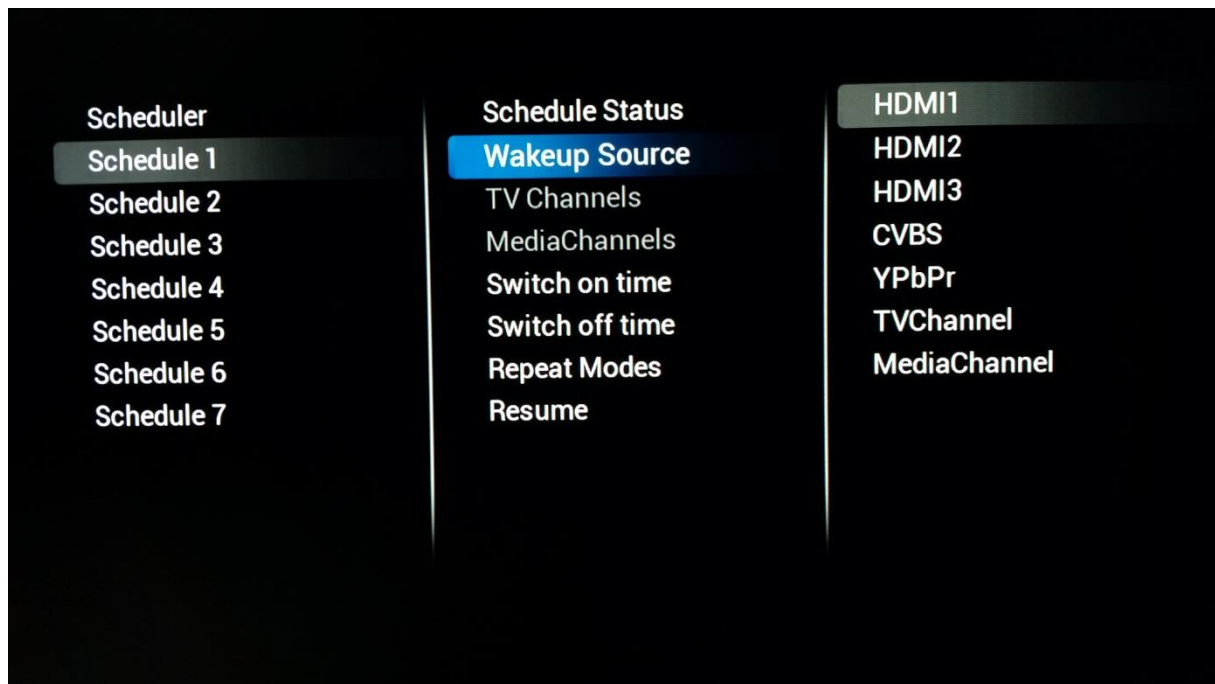 Scheduler
Schedule 1
Schedule 2
Schedule 3
Schedule 4
Schedule 5
Schedule 6
Schedule 7
Schedule Status
Wakeup Source
TV Channels
MediaChannels
Switch on time
Switch off time
Repeat Modes
Resume
HDMI1
HDMI2
HDMI3
CVBS
YPbPr
TVChannel
MediaChannel